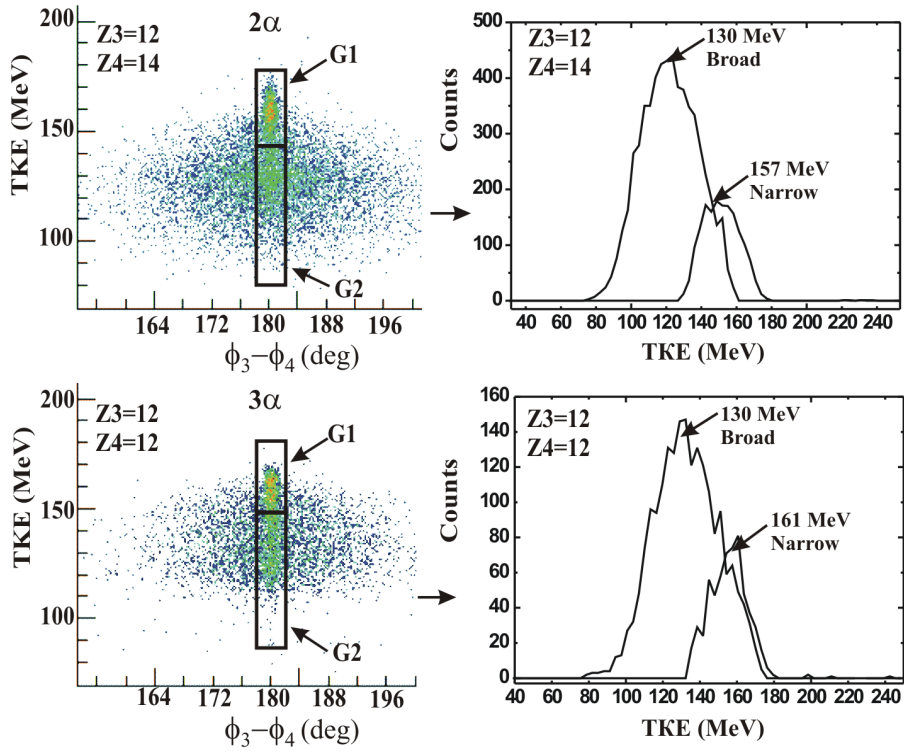 2α
Z3=12
Z4=14
G1
G2
200
150
100
TKE (MeV)
164 172 180 188 196
ϕ3−ϕ4 (deg)
Z3=12
Z4=14
130 MeV
Broad
157 MeV
Narrow
500
400
300
200
100
0
Counts
40 60 80 100 120 140 160 180 200 220 240
TKE (MeV)
3α
Z3=12
Z4=12
G1
G2
200
150
100
TKE (MeV)
164 172 180 188 196
ϕ3−ϕ4 (deg)
Z3=12
Z4=12
130 MeV
Broad
161 MeV
Narrow
160
140
120
100
80
60
40
20
0
Counts
40 60 80 100 120 140 160 180 200 220 240
TKE (MeV)